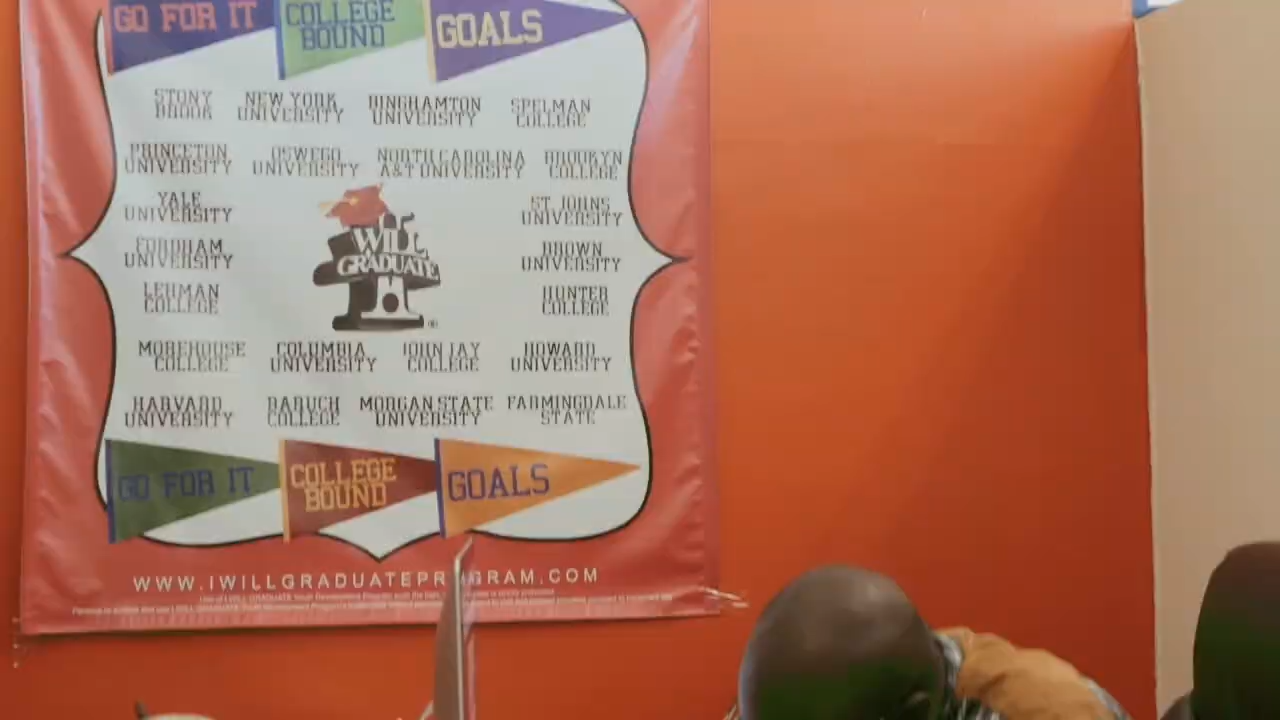 GO FOR IT
COLLEGE
BOUND
GOALS
STONY
BROOK
NEW YORK
UNIVERSITY
BINGHAMTON
UNIVERSITY
SPELMAN
COLLEGE
PRINCETON
UNIVERSITY
OSWEGO
UNIVERSITY
NORTH CAROLINA
A&T UNIVERSITY
BROOKYN
COLLEGE
YALE
UNIVERSITY
ST. JOHNS
UNIVERSITY
FORDHAM
UNIVERSITY
I WILL
GRADUATE
BROWN
UNIVERSITY
LEHMAN
COLLEGE
HUNTER
COLLEGE
MOREHOUSE
COLLEGE
COLUMBIA
UNIVERSITY
JOHN JAY
COLLEGE
HOWARD
UNIVERSITY
HARVARD
UNIVERSITY
BARUCH
COLLEGE
MORGAN STATE
UNIVERSITY
FARMINGDALE
STATE
GO FOR IT
COLLEGE
BOUND
GOALS
WWW.IWILLGRADUATEPROGRAM.COM